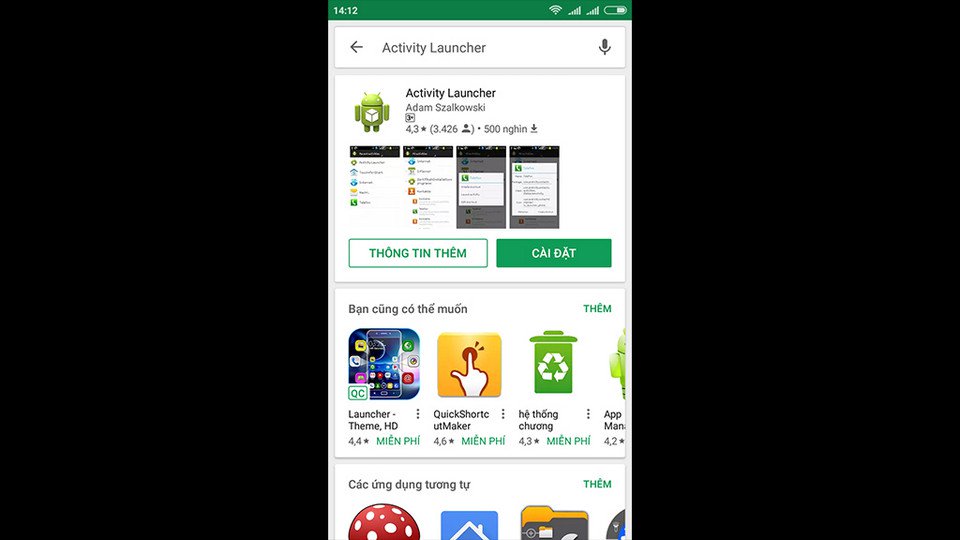 14:12
Activity Launcher
Activity Launcher
Adam Szalkowski
3+
4,3 ★ (3.426) • 500 nghìn
THÔNG TIN THÊM
CÀI ĐẶT
Bạn cũng có thể muốn
THÊM
QC
Launcher -
Theme, HD
4,4 ★ MIỄN PHÍ
QuickShortc
utMaker
4,6 ★ MIỄN PHÍ
hệ thống
chương
4,3 ★ MIỄN PHÍ
App
4,2 ★
Các ứng dụng tương tự
THÊM